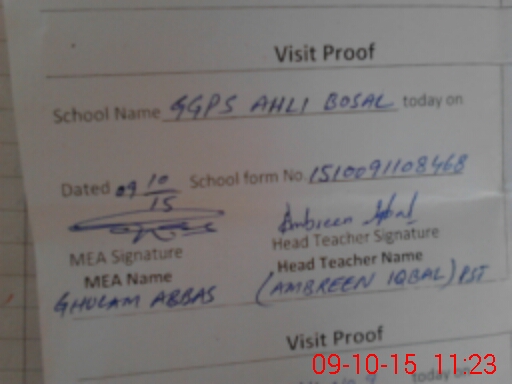 Visit Proof
School Name GGPS AHLI BOSAL today on
Dated 09 10/15 School form No. 1510091108468
Ambreen Iqbal
MEA Signature Head Teacher Signature
MEA Name Head Teacher Name
GHULAM ABBAS (AMBREEN IQBAL) PST
Visit Proof
today on
09-10-15 11:23